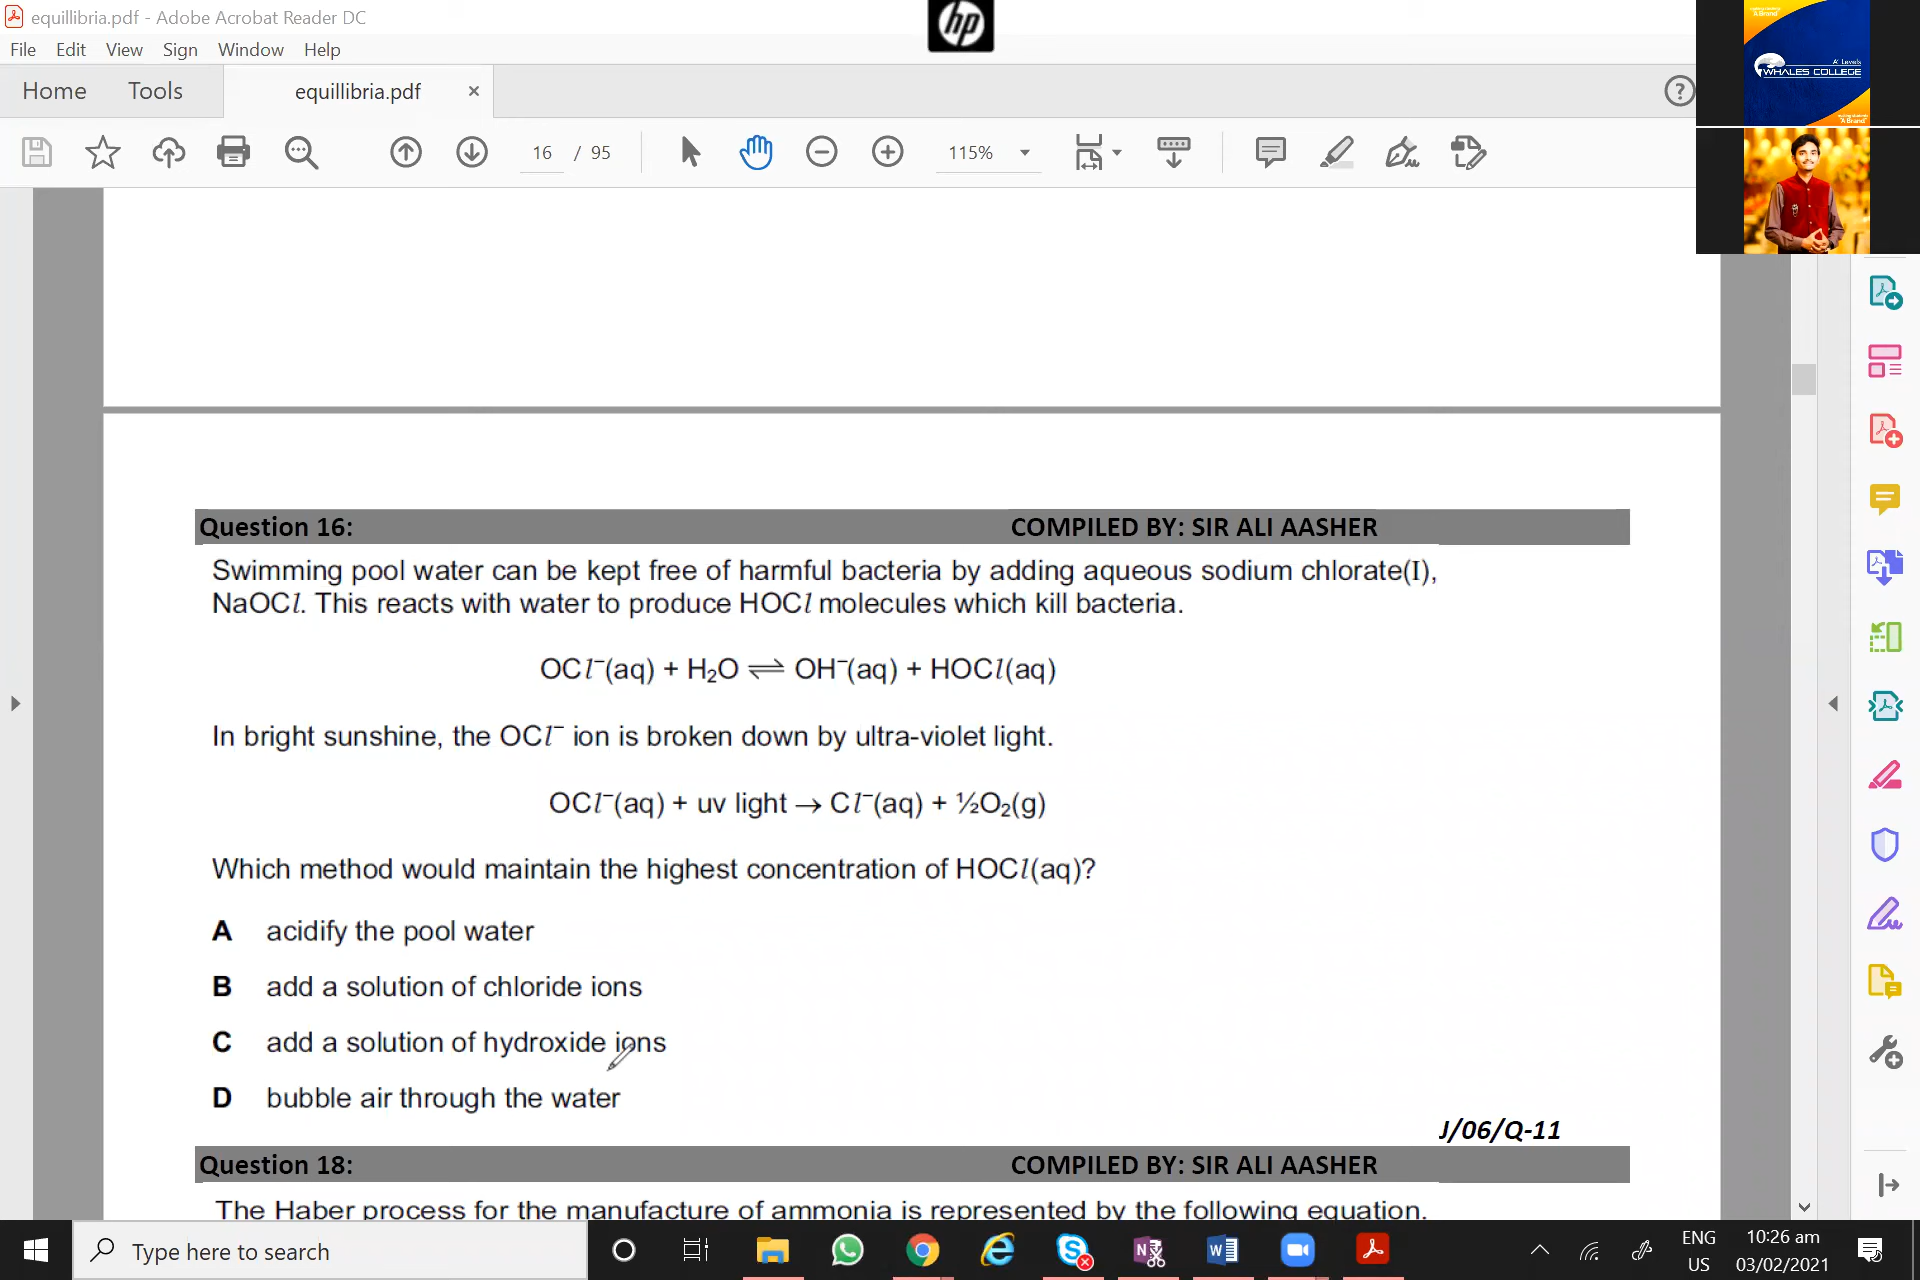 equillibria.pdf - Adobe Acrobat Reader DC
hp
File Edit View Sign Window Help
Home Tools equillibria.pdf ×
16 / 95 115%
A' Levels
WHALES COLLEGE
Question 16: COMPILED BY: SIR ALI AASHER
Swimming pool water can be kept free of harmful bacteria by adding aqueous sodium chlorate(I),
NaOCl. This reacts with water to produce HOCl molecules which kill bacteria.
OCl⁻(aq) + H₂O ⇌ OH⁻(aq) + HOCl(aq)
In bright sunshine, the OCl⁻ ion is broken down by ultra-violet light.
OCl⁻(aq) + uv light → Cl⁻(aq) + ½O₂(g)
Which method would maintain the highest concentration of HOCl(aq)?
A acidify the pool water
B add a solution of chloride ions
C add a solution of hydroxide ions
D bubble air through the water
J/06/Q-11
Question 18: COMPILED BY: SIR ALI AASHER
The Haber process for the manufacture of ammonia is represented by the following equation.
Type here to search
ENG
US
10:26 am
03/02/2021